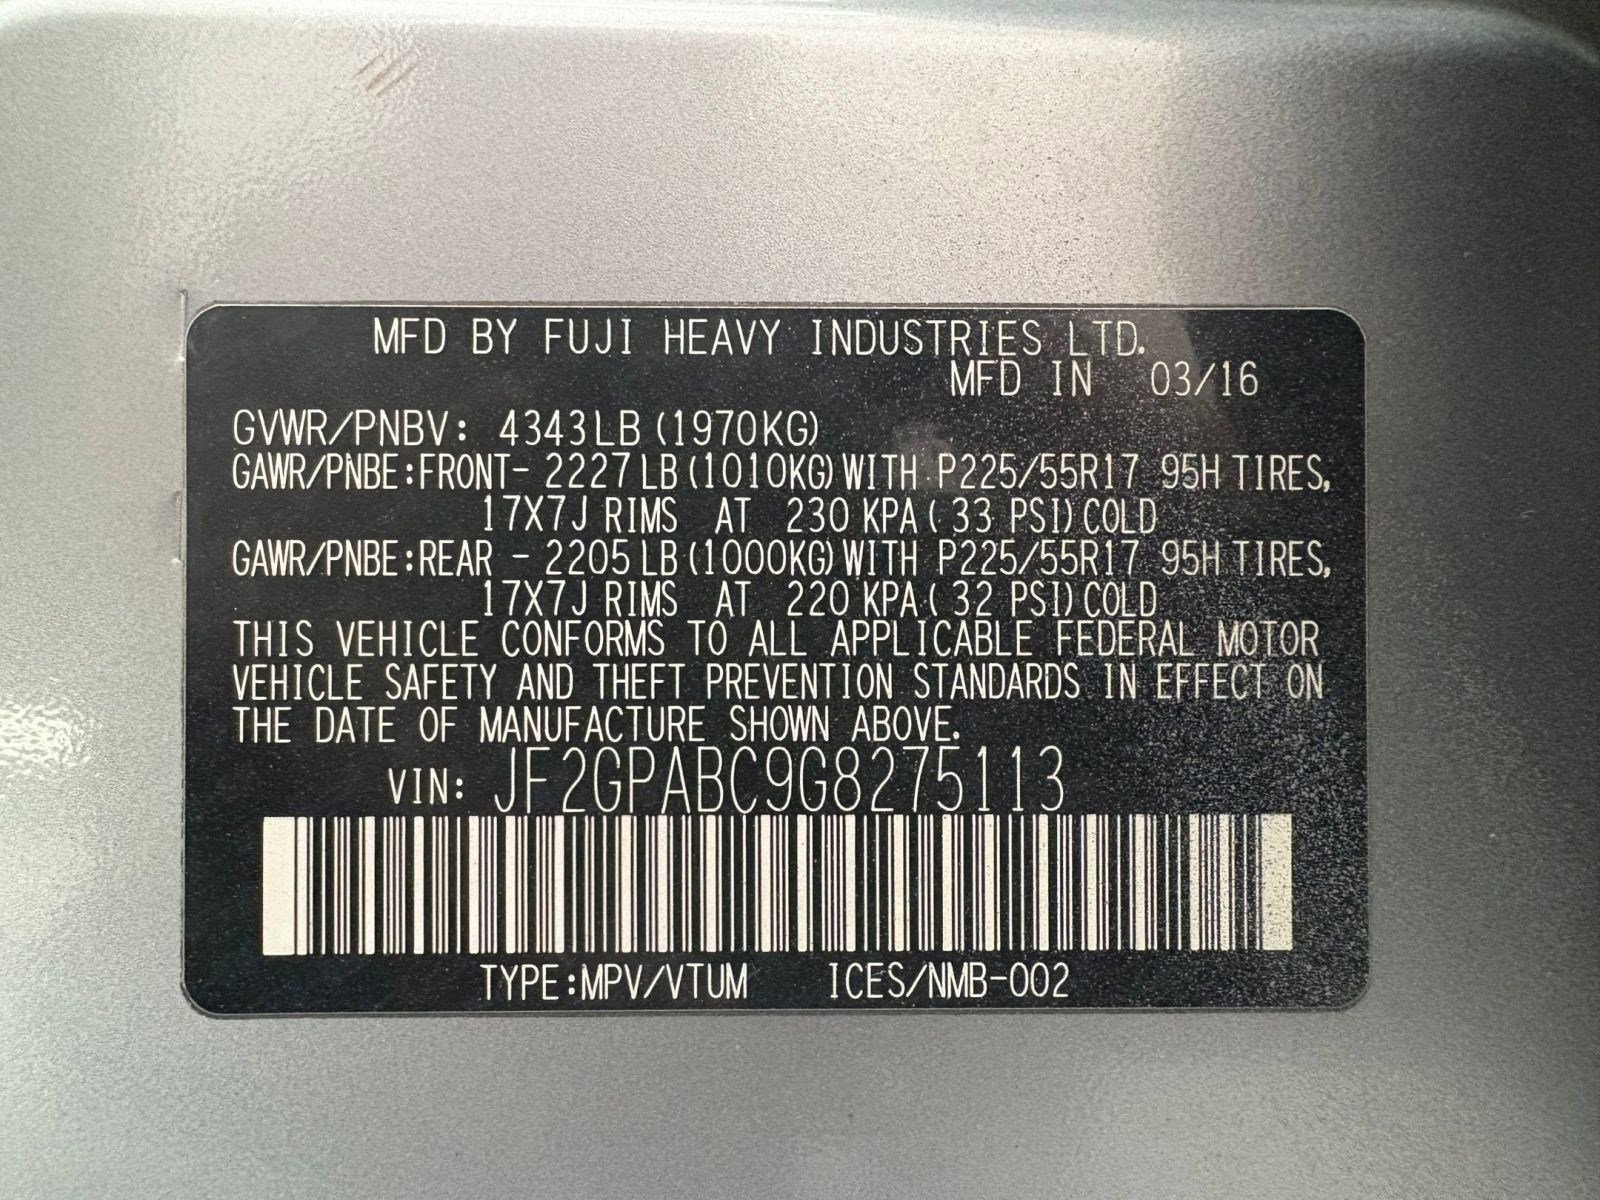 MFD BY FUJI HEAVY INDUSTRIES LTD.
MFD IN 03/16
GVWR/PNBV: 4343LB (1970KG)
GAWR/PNBE:FRONT- 2227LB (1010KG) WITH P225/55R17 95H TIRES,
17X7J RIMS AT 230 KPA( 33 PSI) COLD
GAWR/PNBE:REAR - 2205LB (1000KG) WITH P225/55R17 95H TIRES,
17X7J RIMS AT 220 KPA( 32 PSI) COLD
THIS VEHICLE CONFORMS TO ALL APPLICABLE FEDERAL MOTOR
VEHICLE SAFETY AND THEFT PREVENTION STANDARDS IN EFFECT ON
THE DATE OF MANUFACTURE SHOWN ABOVE.
VIN: JF2GPABC9G8275113
TYPE:MPV/VTUM ICES/NMB-002